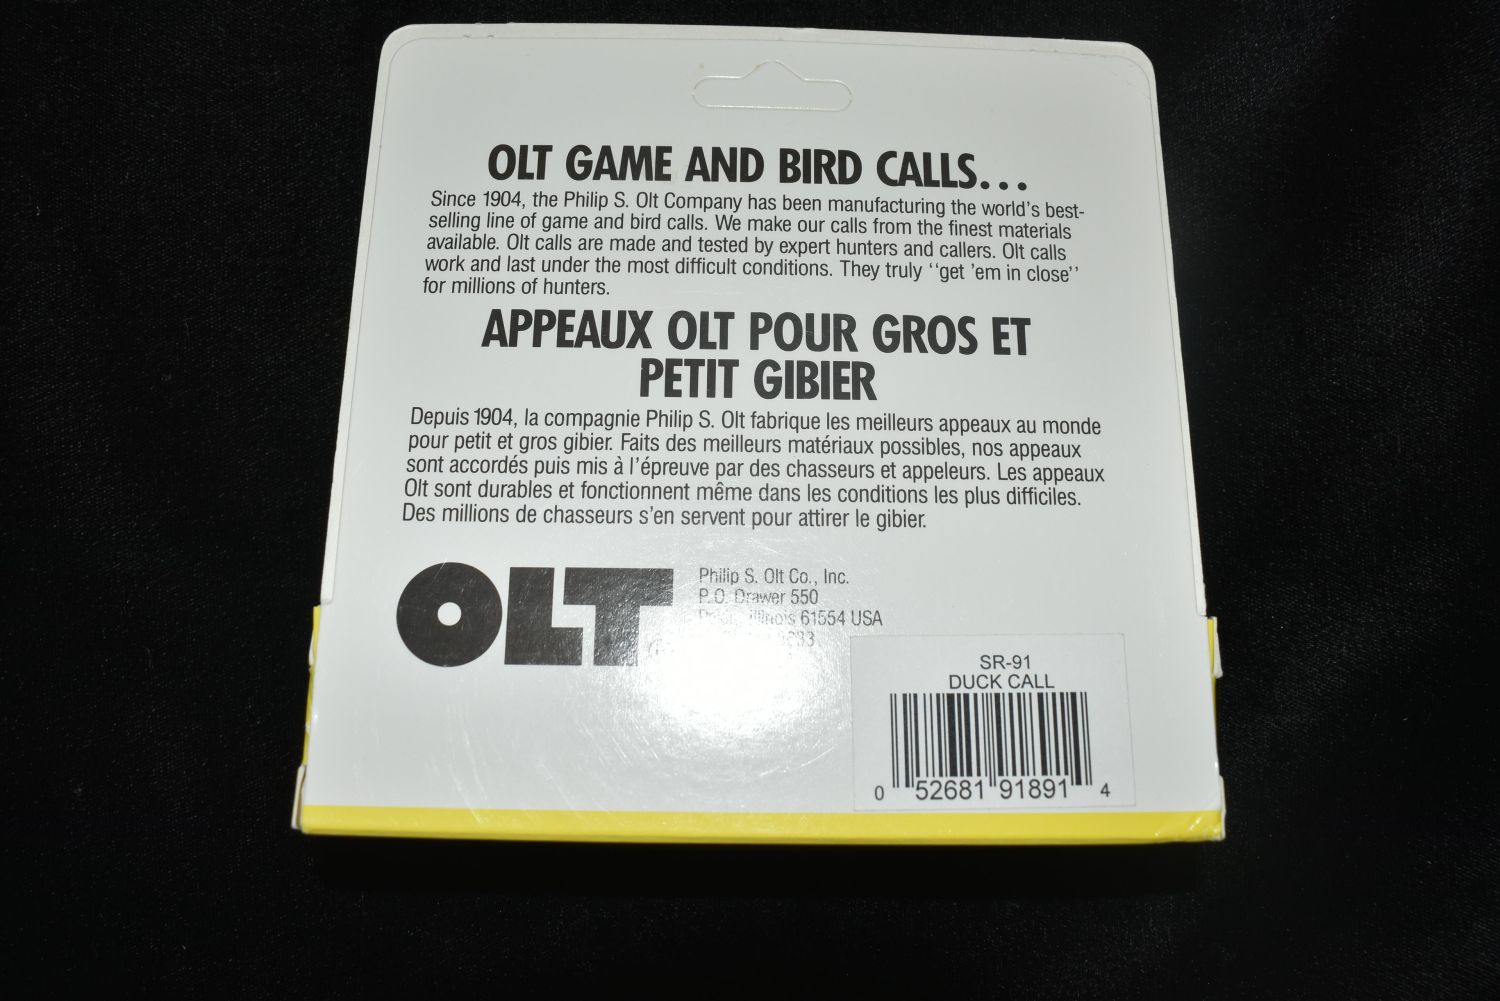 OLT GAME AND BIRD CALLS...
Since 1904, the Philip S. Olt Company has been manufacturing the world's best-
selling line of game and bird calls. We make our calls from the finest materials
available. Olt calls are made and tested by expert hunters and callers. Olt calls
work and last under the most difficult conditions. They truly "get 'em in close"
for millions of hunters.
APPEAUX OLT POUR GROS ET
PETIT GIBIER
Depuis 1904, la compagnie Philip S. Olt fabrique les meilleurs appeaux au monde
pour petit et gros gibier. Faits des meilleurs matériaux possibles, nos appeaux
sont accordés puis mis à l'épreuve par des chasseurs et appeleurs. Les appeaux
Olt sont durables et fonctionnent même dans les conditions les plus difficiles.
Des millions de chasseurs s'en servent pour attirer le gibier.
OLT
Philip S. Olt Co., Inc.
P.O. Drawer 550
Illinois 61554 USA
SR-91
DUCK CALL
0 52681 91891 4